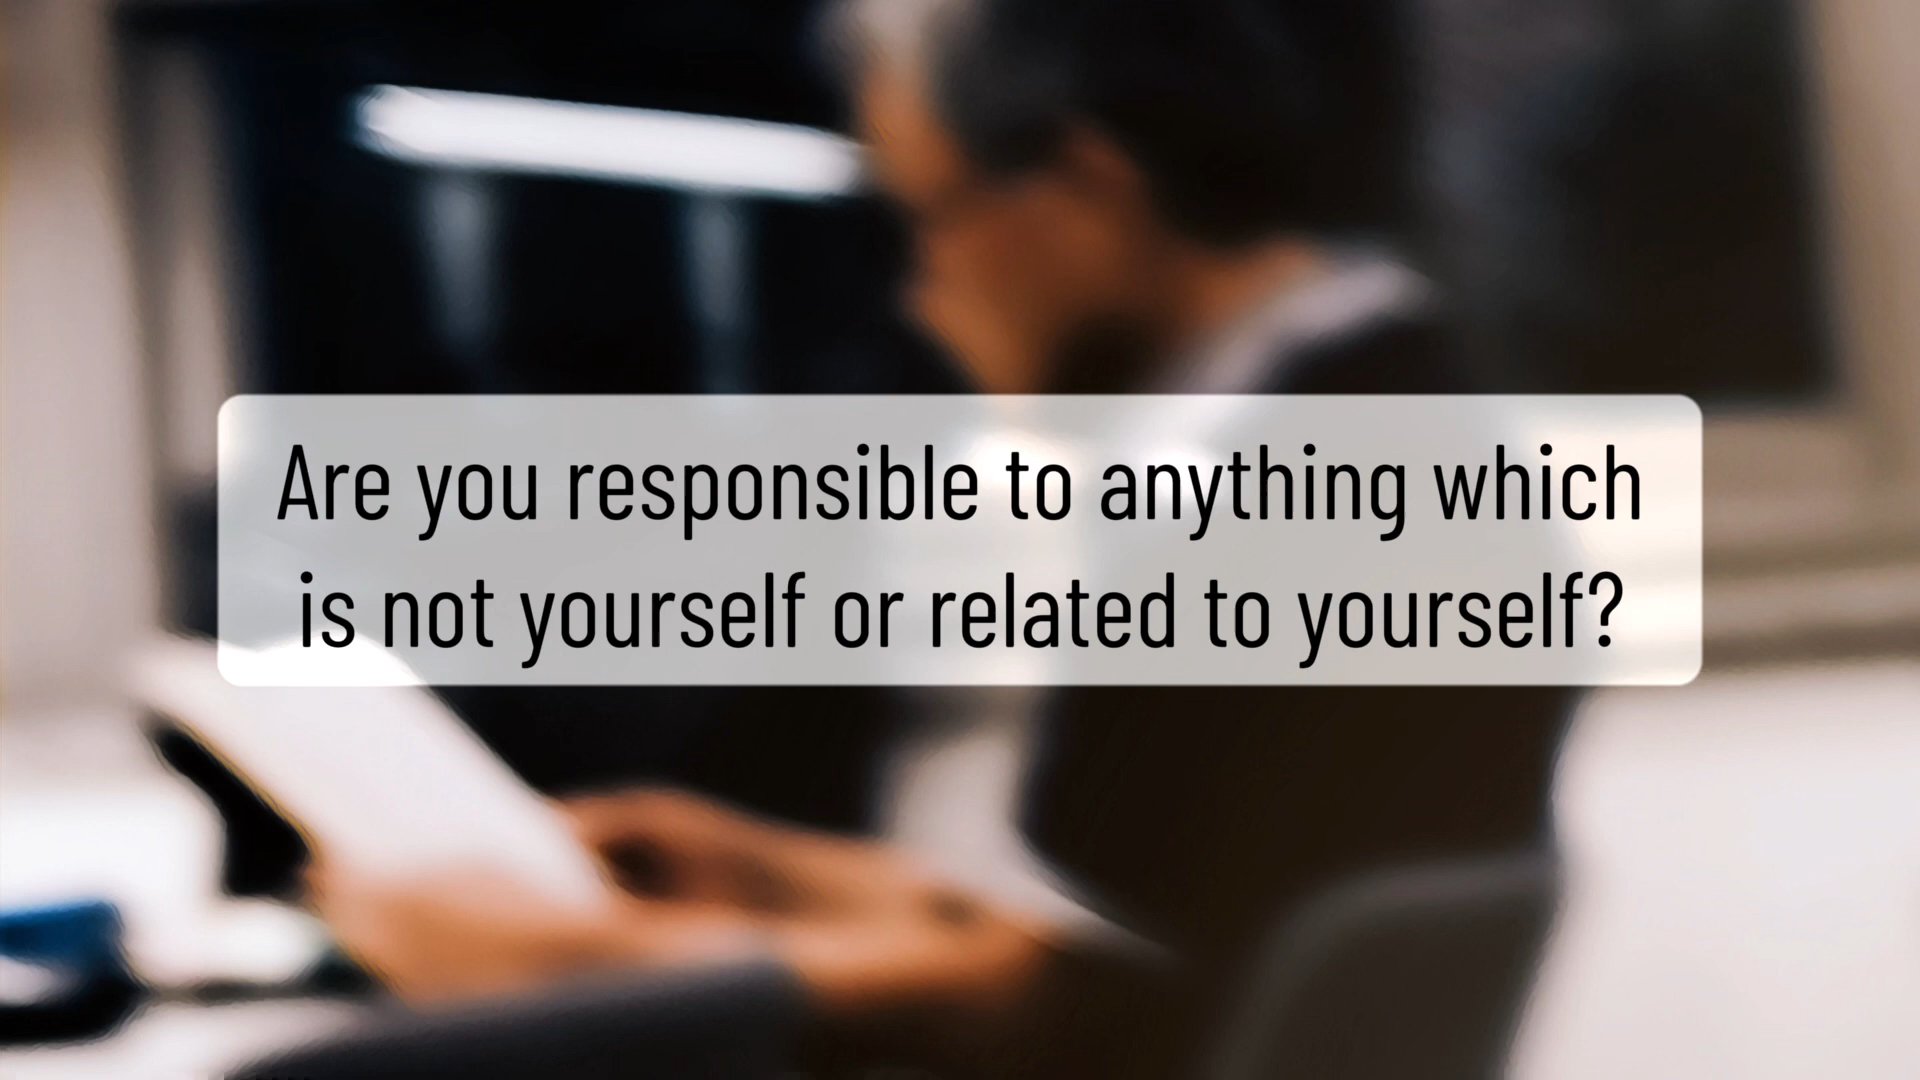 Are you responsible to anything which
is not yourself or related to yourself?